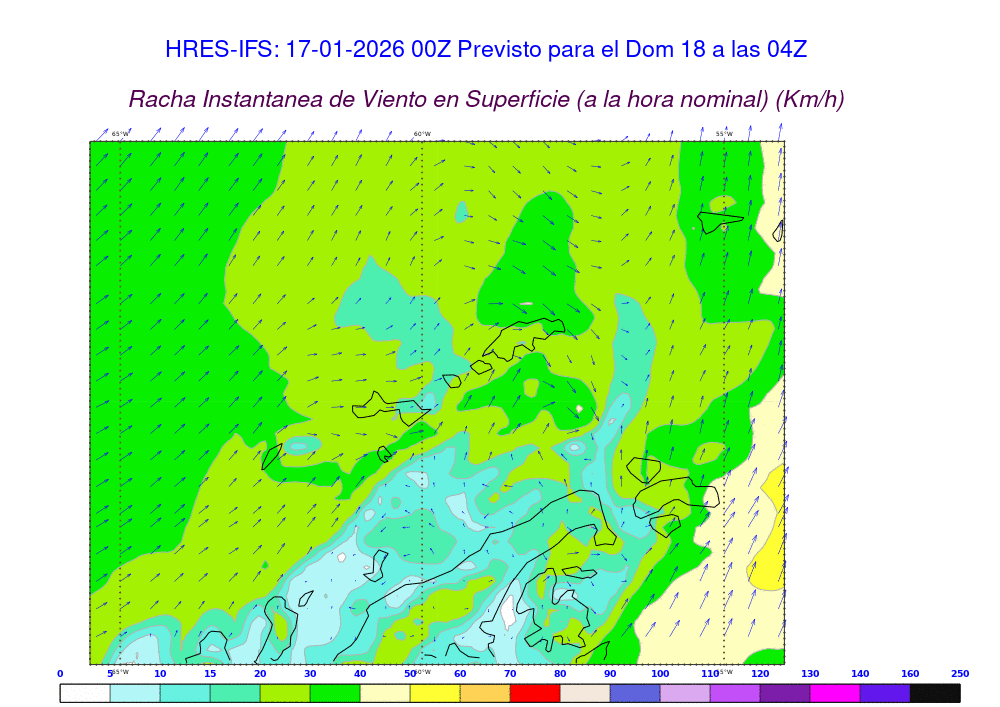 HRES-IFS: 17-01-2026 00Z Previsto para el Dom 18 a las 04Z
Racha Instantanea de Viento en Superficie (a la hora nominal) (Km/h)
65°W 60°W 55°W
0 5 10 15 20 30 40 50 60 70 80 90 100 110 130 140 160 250